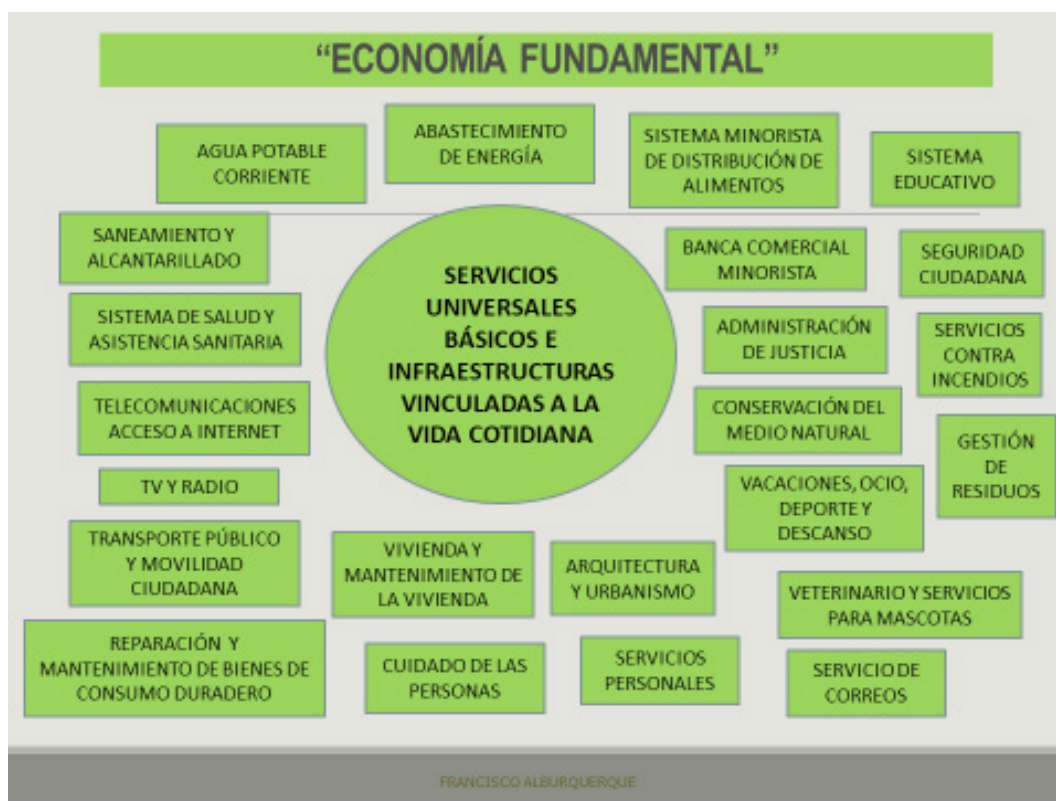 “ECONOMÍA FUNDAMENTAL”
AGUA POTABLE
CORRIENTE
ABASTECIMIENTO
DE ENERGÍA
SISTEMA MINORISTA
DE DISTRIBUCIÓN DE
ALIMENTOS
SISTEMA
EDUCATIVO
SANEAMIENTO Y
ALCANTARILLADO
SERVICIOS
UNIVERSALES
BÁSICOS E
INFRAESTRUCTURAS
VINCULADAS A LA
VIDA COTIDIANA
BANCA COMERCIAL
MINORISTA
SEGURIDAD
CIUDADANA
SISTEMA DE SALUD Y
ASISTENCIA SANITARIA
ADMINISTRACIÓN
DE JUSTICIA
SERVICIOS
CONTRA
INCENDIOS
TELECOMUNICACIONES
ACCESO A INTERNET
CONSERVACIÓN DEL
MEDIO NATURAL
GESTIÓN
DE
RESIDUOS
TV Y RADIO
VACACIONES, OCIO,
DEPORTE Y
DESCANSO
TRANSPORTE PÚBLICO
Y MOVILIDAD
CIUDADANA
VIVIENDA Y
MANTENIMIENTO DE
LA VIVIENDA
ARQUITECTURA
Y URBANISMO
VETERINARIO Y SERVICIOS
PARA MASCOTAS
REPARACIÓN Y
MANTENIMIENTO DE BIENES DE
CONSUMO DURADERO
CUIDADO DE LAS
PERSONAS
SERVICIOS
PERSONALES
SERVICIO DE
CORREOS
FRANCISCO ALBURQUERQUE